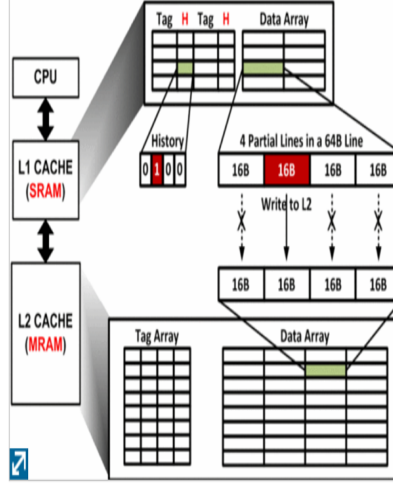 Tag H Tag H Data Array
CPU
L1 CACHE
(SRAM)
History
0 1 0 0
4 Partial Lines in a 64B Line
16B 16B 16B 16B
Write to L2
16B 16B 16B 16B
L2 CACHE
(MRAM)
Tag Array Data Array